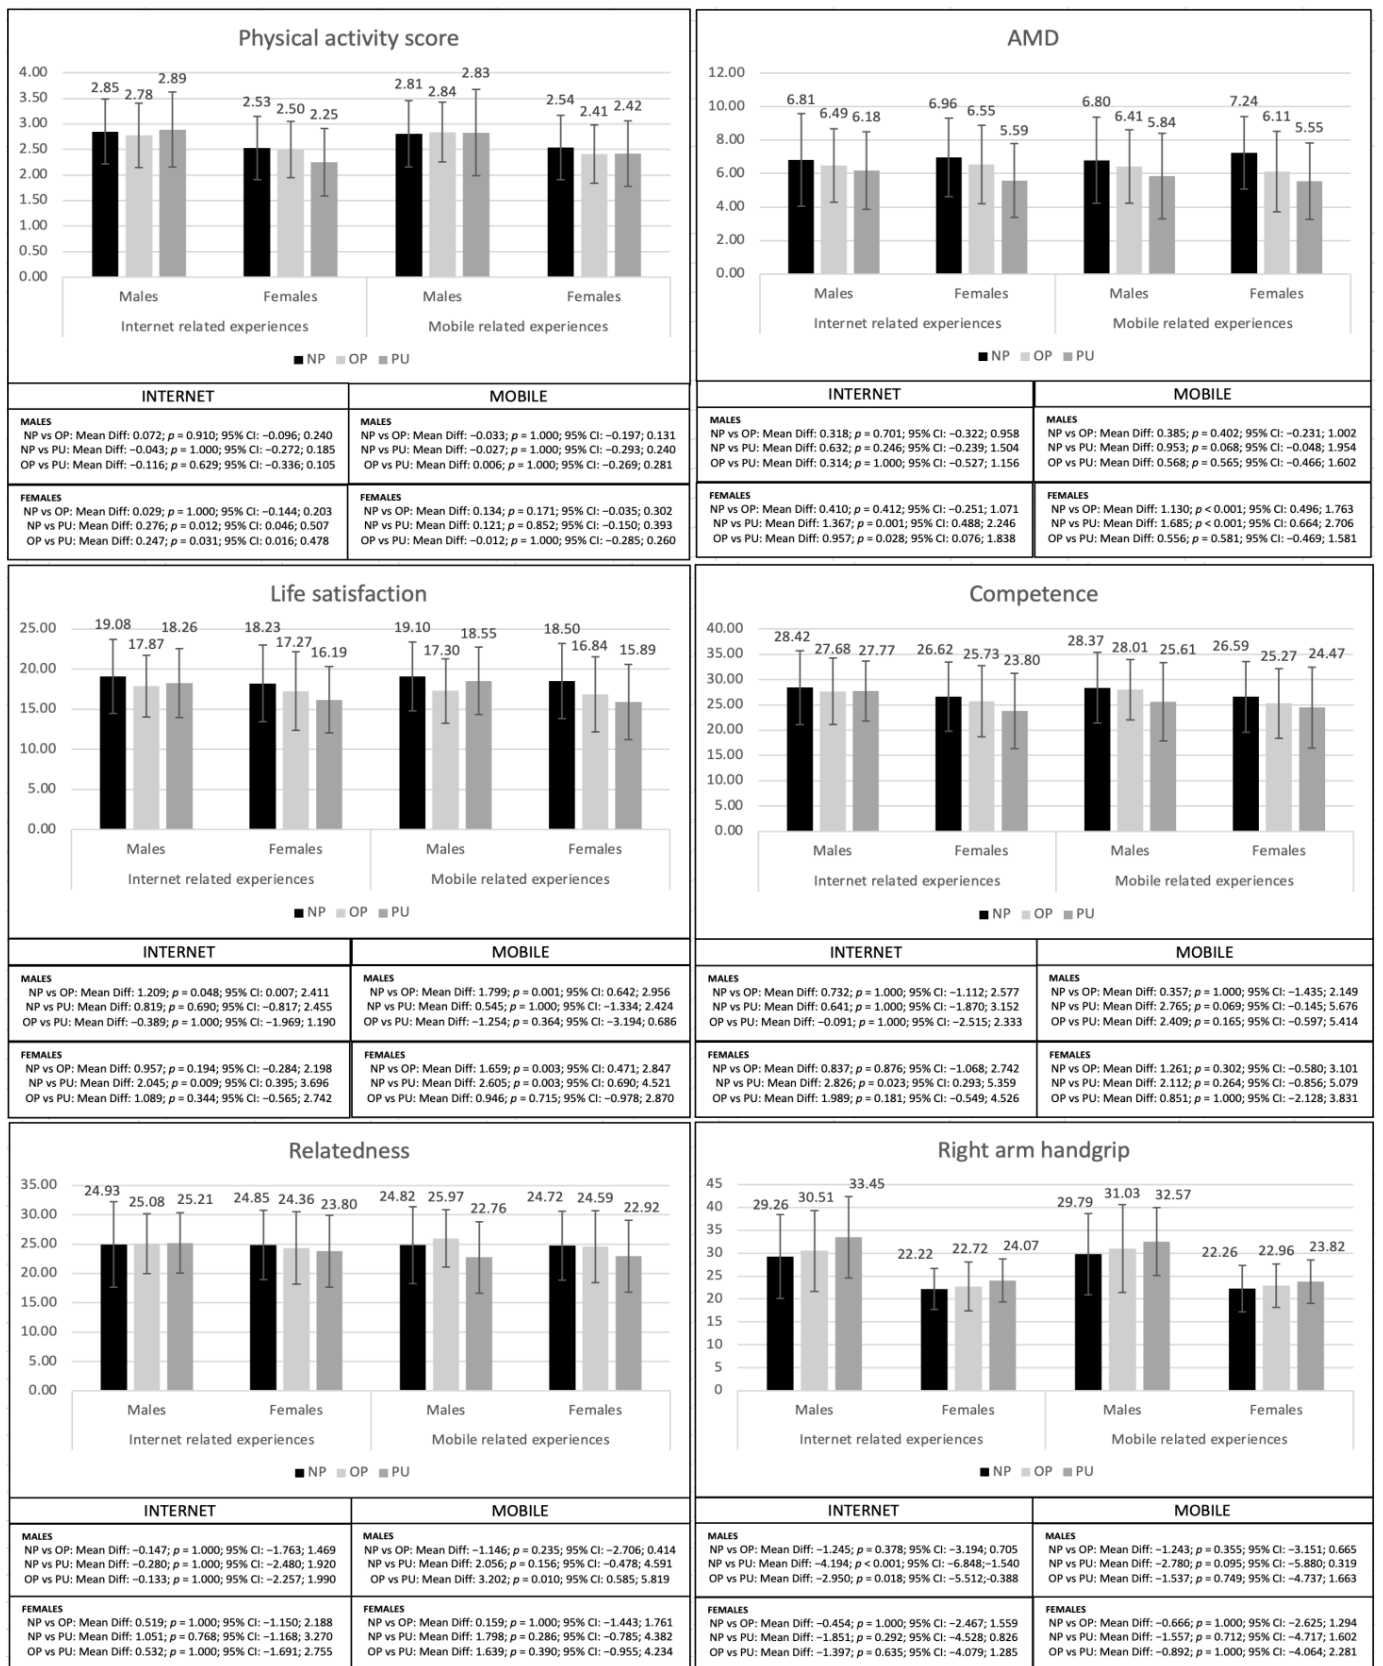 Physical activity score
4.00
3.50
3.00
2.50
2.00
1.50
1.00
0.50
0.00
2.85
2.78
2.89
2.53
2.50
2.25
2.81
2.84
2.83
2.54
2.41
2.42
Males
Females
Males
Females
Internet related experiences
Mobile related experiences
NP OP PU
INTERNET
MOBILE
MALES
NP vs OP: Mean Diff: 0.072; p = 0.910; 95% CI: −0.096; 0.240
NP vs PU: Mean Diff: −0.043; p = 1.000; 95% CI: −0.272; 0.185
OP vs PU: Mean Diff: −0.116; p = 0.629; 95% CI: −0.336; 0.105
MALES
NP vs OP: Mean Diff: −0.033; p = 1.000; 95% CI: −0.197; 0.131
NP vs PU: Mean Diff: −0.027; p = 1.000; 95% CI: −0.293; 0.240
OP vs PU: Mean Diff: 0.006; p = 1.000; 95% CI: −0.269; 0.281
FEMALES
NP vs OP: Mean Diff: 0.029; p = 1.000; 95% CI: −0.144; 0.203
NP vs PU: Mean Diff: 0.276; p = 0.012; 95% CI: 0.046; 0.507
OP vs PU: Mean Diff: 0.247; p = 0.031; 95% CI: 0.016; 0.478
FEMALES
NP vs OP: Mean Diff: 0.134; p = 0.171; 95% CI: −0.035; 0.302
NP vs PU: Mean Diff: 0.121; p = 0.852; 95% CI: −0.150; 0.393
OP vs PU: Mean Diff: −0.012; p = 1.000; 95% CI: −0.285; 0.260
AMD
12.00
10.00
8.00
6.00
4.00
2.00
0.00
6.81
6.49
6.18
6.96
6.55
5.59
6.80
6.41
5.84
7.24
6.11
5.55
Males
Females
Males
Females
Internet related experiences
Mobile related experiences
NP OP PU
INTERNET
MOBILE
MALES
NP vs OP: Mean Diff: 0.318; p = 0.701; 95% CI: −0.322; 0.958
NP vs PU: Mean Diff: 0.632; p = 0.246; 95% CI: −0.239; 1.504
OP vs PU: Mean Diff: 0.314; p = 1.000; 95% CI: −0.527; 1.156
MALES
NP vs OP: Mean Diff: 0.385; p = 0.402; 95% CI: −0.231; 1.002
NP vs PU: Mean Diff: 0.953; p = 0.068; 95% CI: −0.048; 1.954
OP vs PU: Mean Diff: 0.568; p = 0.565; 95% CI: −0.466; 1.602
FEMALES
NP vs OP: Mean Diff: 0.410; p = 0.412; 95% CI: −0.251; 1.071
NP vs PU: Mean Diff: 1.367; p = 0.001; 95% CI: 0.488; 2.246
OP vs PU: Mean Diff: 0.957; p = 0.028; 95% CI: 0.076; 1.838
FEMALES
NP vs OP: Mean Diff: 1.130; p < 0.001; 95% CI: 0.496; 1.763
NP vs PU: Mean Diff: 1.685; p < 0.001; 95% CI: 0.664; 2.706
OP vs PU: Mean Diff: 0.556; p = 0.581; 95% CI: −0.469; 1.581
Life satisfaction
25.00
20.00
15.00
10.00
5.00
0.00
19.08
17.87
18.26
18.23
17.27
16.19
19.10
17.30
18.55
18.50
16.84
15.89
Males
Females
Males
Females
Internet related experiences
Mobile related experiences
NP OP PU
INTERNET
MOBILE
MALES
NP vs OP: Mean Diff: 1.209; p = 0.048; 95% CI: 0.007; 2.411
NP vs PU: Mean Diff: 0.819; p = 0.690; 95% CI: −0.817; 2.455
OP vs PU: Mean Diff: −0.389; p = 1.000; 95% CI: −1.969; 1.190
MALES
NP vs OP: Mean Diff: 1.799; p = 0.001; 95% CI: 0.642; 2.956
NP vs PU: Mean Diff: 0.545; p = 1.000; 95% CI: −1.334; 2.424
OP vs PU: Mean Diff: −1.254; p = 0.364; 95% CI: −3.194; 0.686
FEMALES
NP vs OP: Mean Diff: 0.957; p = 0.194; 95% CI: −0.284; 2.198
NP vs PU: Mean Diff: 2.045; p = 0.009; 95% CI: 0.395; 3.696
OP vs PU: Mean Diff: 1.089; p = 0.344; 95% CI: −0.565; 2.742
FEMALES
NP vs OP: Mean Diff: 1.659; p = 0.003; 95% CI: 0.471; 2.847
NP vs PU: Mean Diff: 2.605; p = 0.003; 95% CI: 0.690; 4.521
OP vs PU: Mean Diff: 0.946; p = 0.715; 95% CI: −0.978; 2.870
Competence
40.00
35.00
30.00
25.00
20.00
15.00
10.00
5.00
0.00
28.42
27.68
27.77
26.62
25.73
23.80
28.37
28.01
25.61
26.59
25.27
24.47
Males
Females
Males
Females
Internet related experiences
Mobile related experiences
NP OP PU
INTERNET
MOBILE
MALES
NP vs OP: Mean Diff: 0.732; p = 1.000; 95% CI: −1.112; 2.577
NP vs PU: Mean Diff: 0.641; p = 1.000; 95% CI: −1.870; 3.152
OP vs PU: Mean Diff: −0.091; p = 1.000; 95% CI: −2.515; 2.333
MALES
NP vs OP: Mean Diff: 0.357; p = 1.000; 95% CI: −1.435; 2.149
NP vs PU: Mean Diff: 2.765; p = 0.069; 95% CI: −0.145; 5.676
OP vs PU: Mean Diff: 2.409; p = 0.165; 95% CI: −0.597; 5.414
FEMALES
NP vs OP: Mean Diff: 0.837; p = 0.876; 95% CI: −1.068; 2.742
NP vs PU: Mean Diff: 2.826; p = 0.023; 95% CI: 0.293; 5.359
OP vs PU: Mean Diff: 1.989; p = 0.181; 95% CI: −0.549; 4.526
FEMALES
NP vs OP: Mean Diff: 1.261; p = 0.302; 95% CI: −0.580; 3.101
NP vs PU: Mean Diff: 2.112; p = 0.264; 95% CI: −0.856; 5.079
OP vs PU: Mean Diff: 0.851; p = 1.000; 95% CI: −2.128; 3.831
Relatedness
35.00
30.00
25.00
20.00
15.00
10.00
5.00
0.00
24.93
25.08
25.21
24.85
24.36
23.80
24.82
25.97
22.76
24.72
24.59
22.92
Males
Females
Males
Females
Internet related experiences
Mobile related experiences
NP OP PU
INTERNET
MOBILE
MALES
NP vs OP: Mean Diff: −0.147; p = 1.000; 95% CI: −1.763; 1.469
NP vs PU: Mean Diff: −0.280; p = 1.000; 95% CI: −2.480; 1.920
OP vs PU: Mean Diff: −0.133; p = 1.000; 95% CI: −2.257; 1.990
MALES
NP vs OP: Mean Diff: −1.146; p = 0.235; 95% CI: −2.706; 0.414
NP vs PU: Mean Diff: 2.056; p = 0.156; 95% CI: −0.478; 4.591
OP vs PU: Mean Diff: 3.202; p = 0.010; 95% CI: 0.585; 5.819
FEMALES
NP vs OP: Mean Diff: 0.519; p = 1.000; 95% CI: −1.150; 2.188
NP vs PU: Mean Diff: 1.051; p = 0.768; 95% CI: −1.168; 3.270
OP vs PU: Mean Diff: 0.532; p = 1.000; 95% CI: −1.691; 2.755
FEMALES
NP vs OP: Mean Diff: 0.159; p = 1.000; 95% CI: −1.443; 1.761
NP vs PU: Mean Diff: 1.798; p = 0.286; 95% CI: −0.785; 4.382
OP vs PU: Mean Diff: 1.639; p = 0.390; 95% CI: −0.955; 4.234
Right arm handgrip
45
40
35
30
25
20
15
10
5
0
29.26
30.51
33.45
22.22
22.72
24.07
29.79
31.03
32.57
22.26
22.96
23.82
Males
Females
Males
Females
Internet related experiences
Mobile related experiences
NP OP PU
INTERNET
MOBILE
MALES
NP vs OP: Mean Diff: −1.245; p = 0.378; 95% CI: −3.194; 0.705
NP vs PU: Mean Diff: −4.194; p < 0.001; 95% CI: −6.848;−1.540
OP vs PU: Mean Diff: −2.950; p = 0.018; 95% CI: −5.512;-0.388
MALES
NP vs OP: Mean Diff: −1.243; p = 0.355; 95% CI: −3.151; 0.665
NP vs PU: Mean Diff: −2.780; p = 0.095; 95% CI: −5.880; 0.319
OP vs PU: Mean Diff: −1.537; p = 0.749; 95% CI: −4.737; 1.663
FEMALES
NP vs OP: Mean Diff: −0.454; p = 1.000; 95% CI: −2.467; 1.559
NP vs PU: Mean Diff: −1.851; p = 0.292; 95% CI: −4.528; 0.826
OP vs PU: Mean Diff: −1.397; p = 0.635; 95% CI: −4.079; 1.285
FEMALES
NP vs OP: Mean Diff: −0.666; p = 1.000; 95% CI: −2.625; 1.294
NP vs PU: Mean Diff: −1.557; p = 0.712; 95% CI: −4.717; 1.602
OP vs PU: Mean Diff: −0.892; p = 1.000; 95% CI: −4.064; 2.281